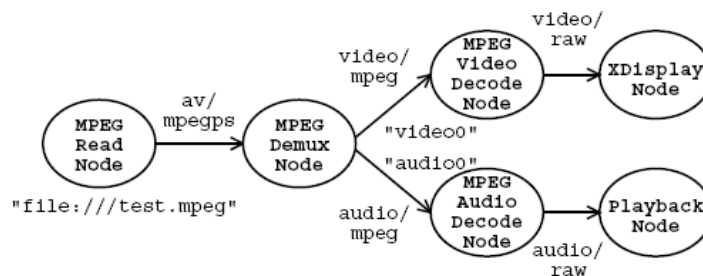 MPEG
Read
Node
"file:///test.mpeg"
av/
mpegps
MPEG
Demux
Node
video/
mpeg
"video0"
"audio0"
audio/
mpeg
MPEG
Video
Decode
Node
video/
raw
XDisplay
Node
MPEG
Audio
Decode
Node
audio/
raw
Playback
Node